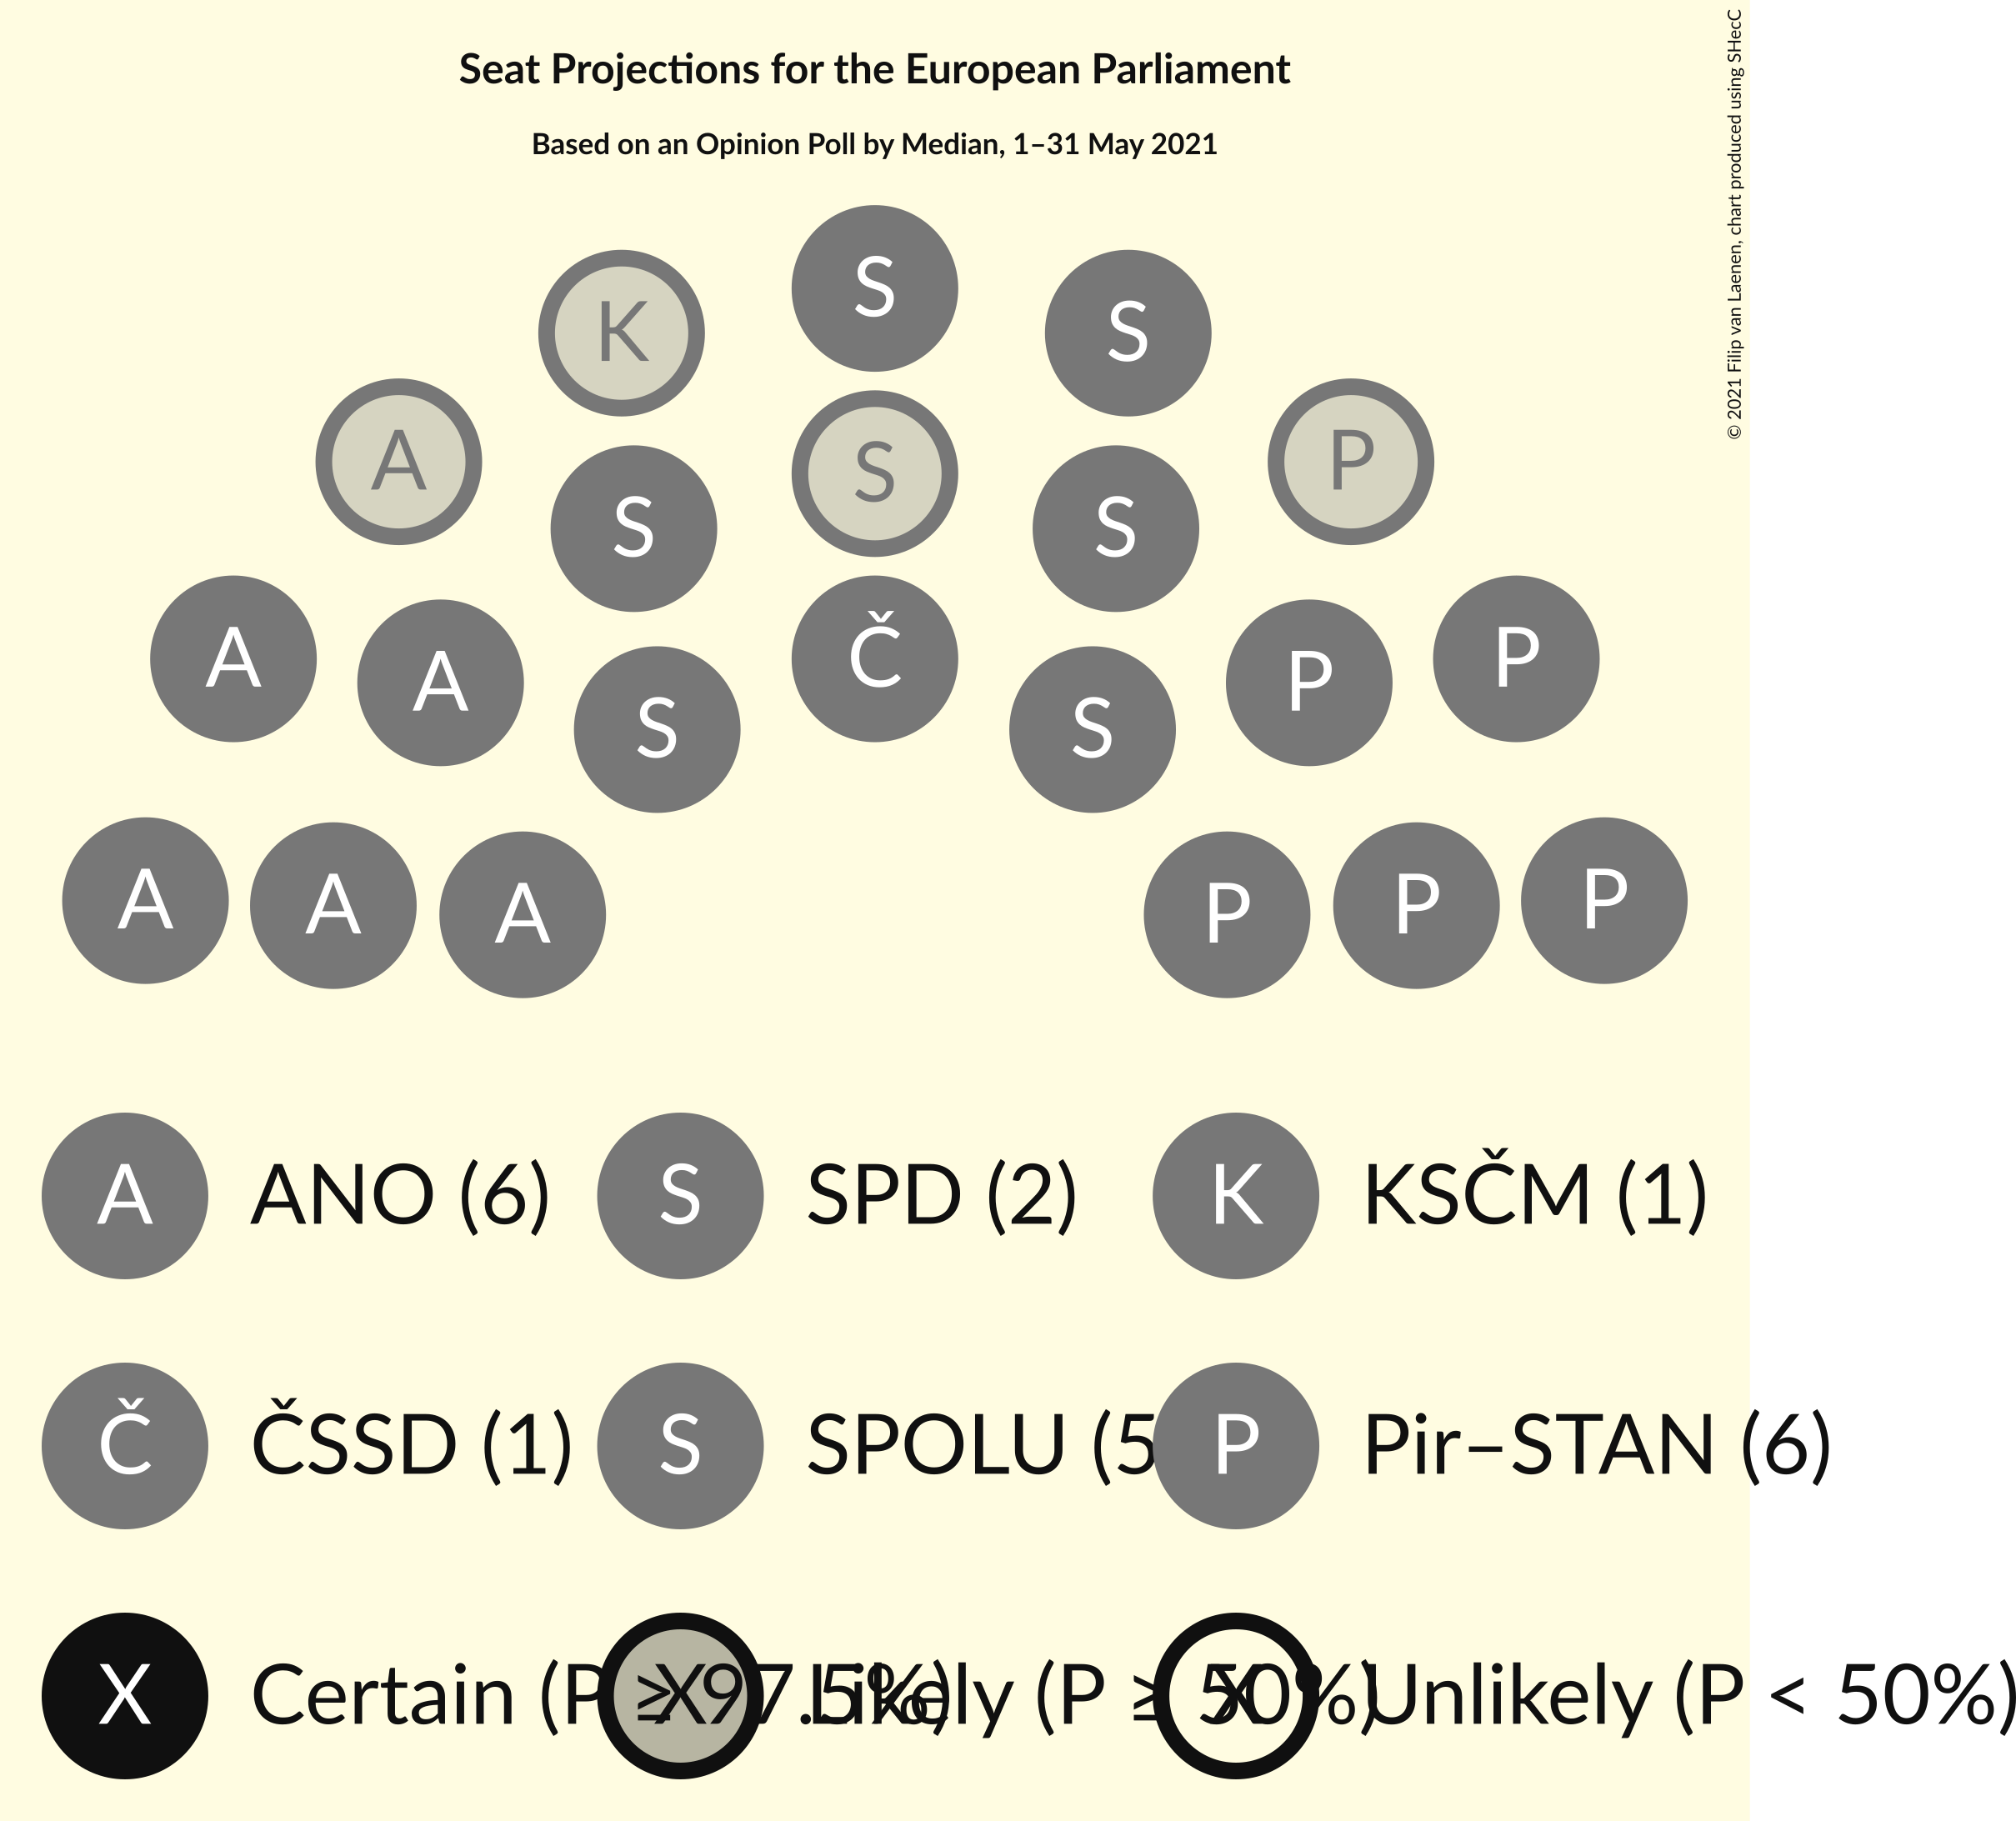 Seat Projections for the European Parliament
Based on an Opinion Poll by Median, 1–31 May 2021
© 2021 Filip van Laenen, chart produced using SHecC
S
K S
A S P
S S
A Č P
A P
S S
A P
A P
A P
A ANO (6) S SPD (2) K KSČM (1)
Č ČSSD (1) S SPOLU (5 P Pir–STAN (6)
X Certain (P ≥ 97.5%) X Likely (P ≥ 50%) X Unlikely (P < 50%)